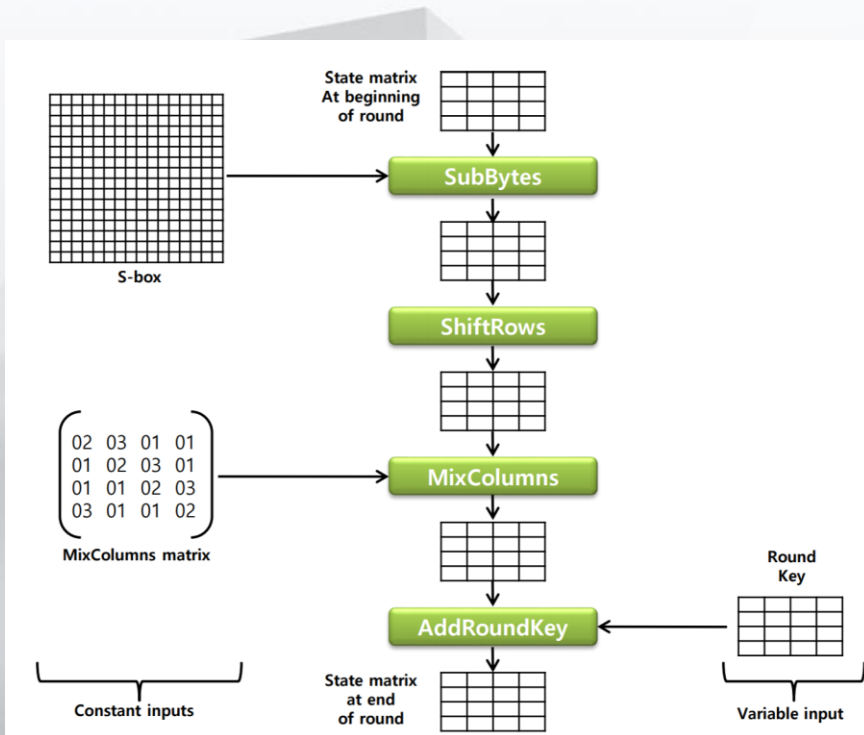 State matrix
At beginning
of round
SubBytes
S-box
ShiftRows
02 03 01 01
01 02 03 01
01 01 02 03
03 01 01 02
MixColumns matrix
MixColumns
Round
Key
AddRoundKey
State matrix
at end
of round
Constant inputs
Variable input